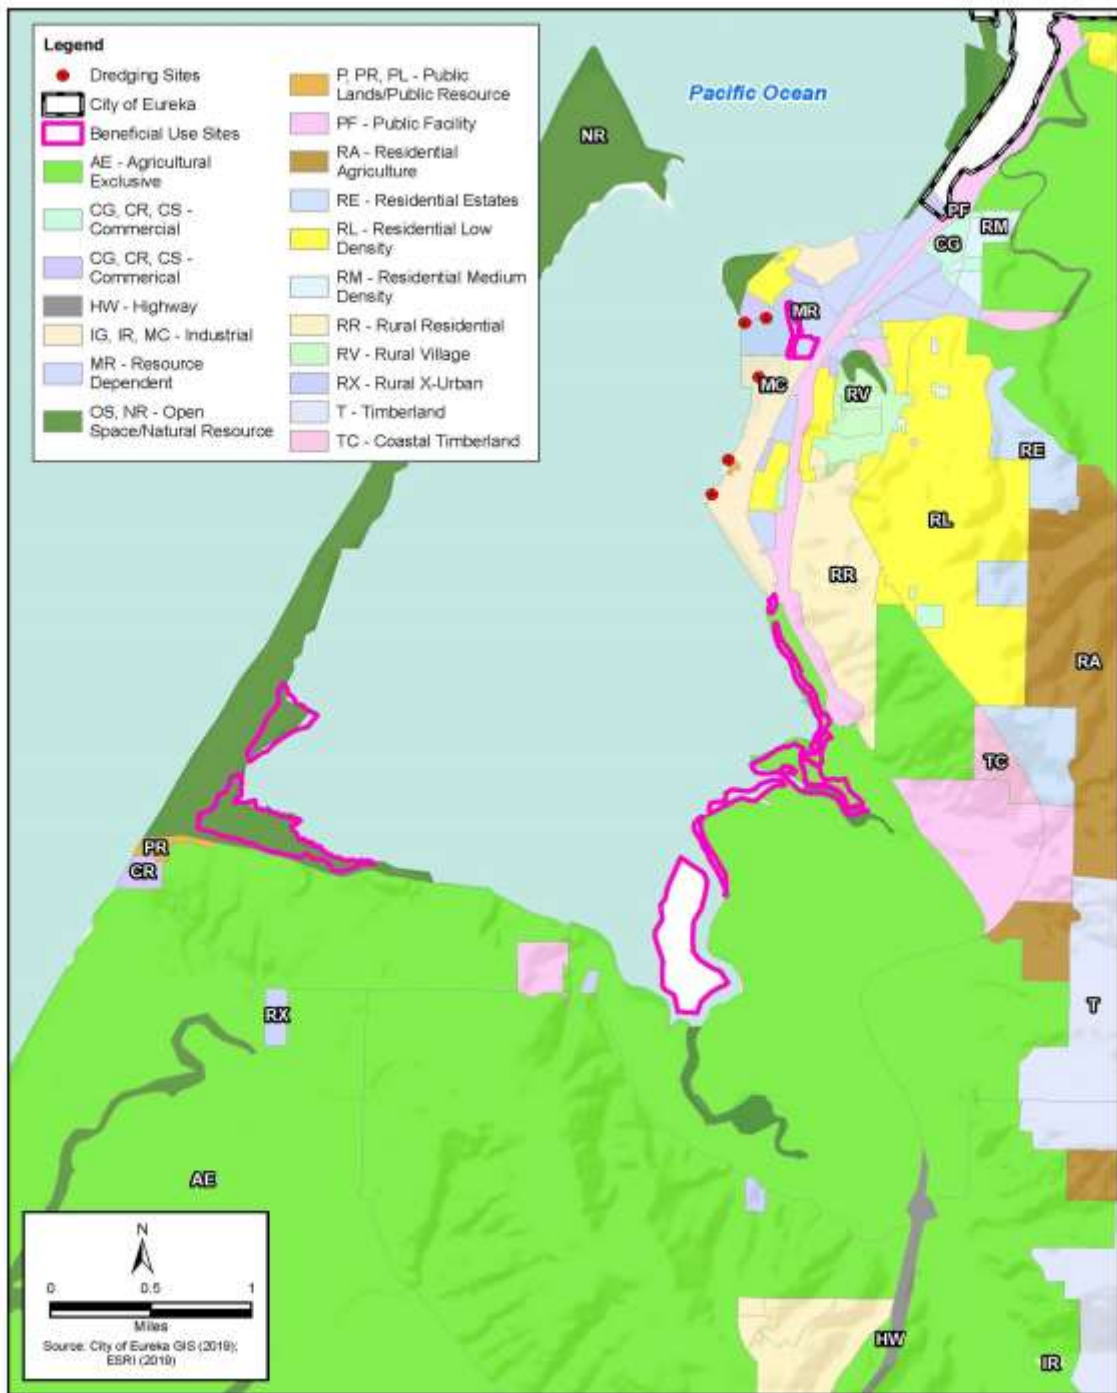 Legend
Dredging Sites
City of Eureka
Beneficial Use Sites
AE - Agricultural
Exclusive
CG, CR, CS -
Commercial
CG, CR, CS -
Commerical
HW - Highway
IG, IR, MC - Industrial
MR - Resource
Dependent
OS, NR - Open
Space/Natural Resource
P, PR, PL - Public
Lands/Public Resource
PF - Public Facility
RA - Residential
Agriculture
RE - Residential Estates
RL - Residential Low
Density
RM - Residential Medium
Density
RR - Rural Residential
RV - Rural Village
RX - Rural X-Urban
T - Timberland
TC - Coastal Timberland
Pacific Ocean
NR
PF
RM
CG
MR
MC
RV
RE
RL
RR
RA
TC
PR
CR
RX
T
AE
HW
IR
N
0 0.5 1
Miles
Source: City of Eureka GIS (2019);
ESRI (2019)